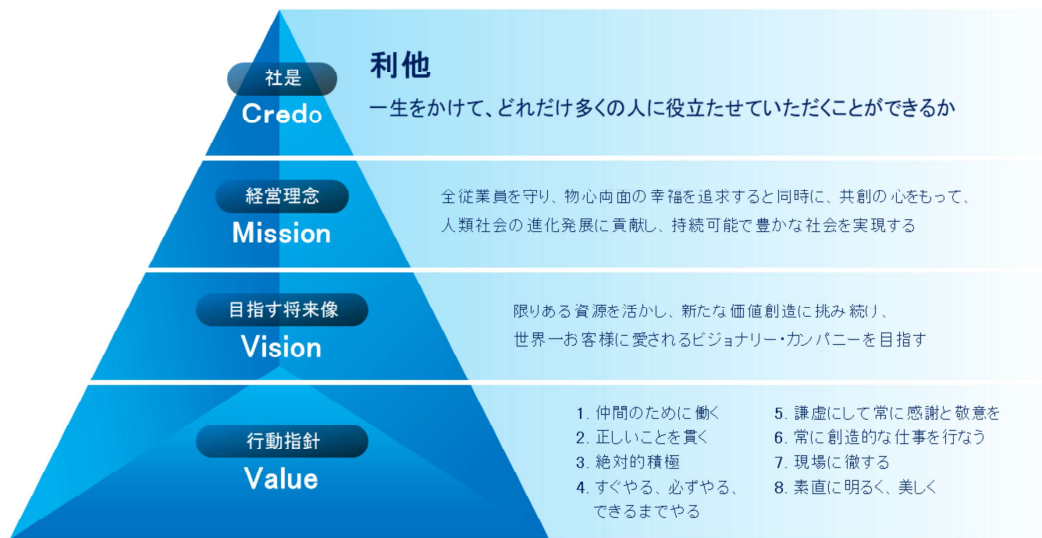 社是
Credo
利他
一生をかけて、どれだけ多くの人に役立たせていただくことができるか
経営理念
Mission
全従業員を守り、物心両面の幸福を追求すると同時に、共創の心をもって、
人類社会の進化発展に貢献し、持続可能で豊かな社会を実現する
目指す将来像
Vision
限りある資源を活かし、新たな価値創造に挑み続け、
世界一お客様に愛されるビジョナリー・カンパニーを目指す
行動指針
Value
1. 仲間のために働く
2. 正しいことを貫く
3. 絶対的積極
4. すぐやる、必ずやる、
できるまでやる
5. 謙虚にして常に感謝と敬意を
6. 常に創造的な仕事を行なう
7. 現場に徹する
8. 素直に明るく、美しく